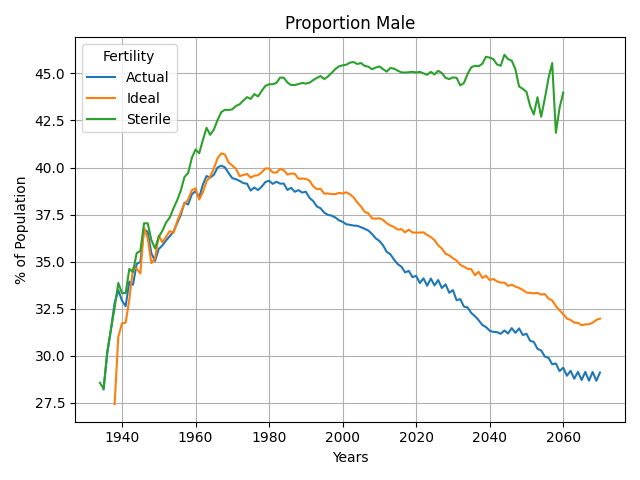 Proportion Male
Fertility
Actual
Ideal
Sterile
% of Population
45.0
42.5
40.0
37.5
35.0
32.5
30.0
27.5
1940 1960 1980 2000 2020 2040 2060
Years